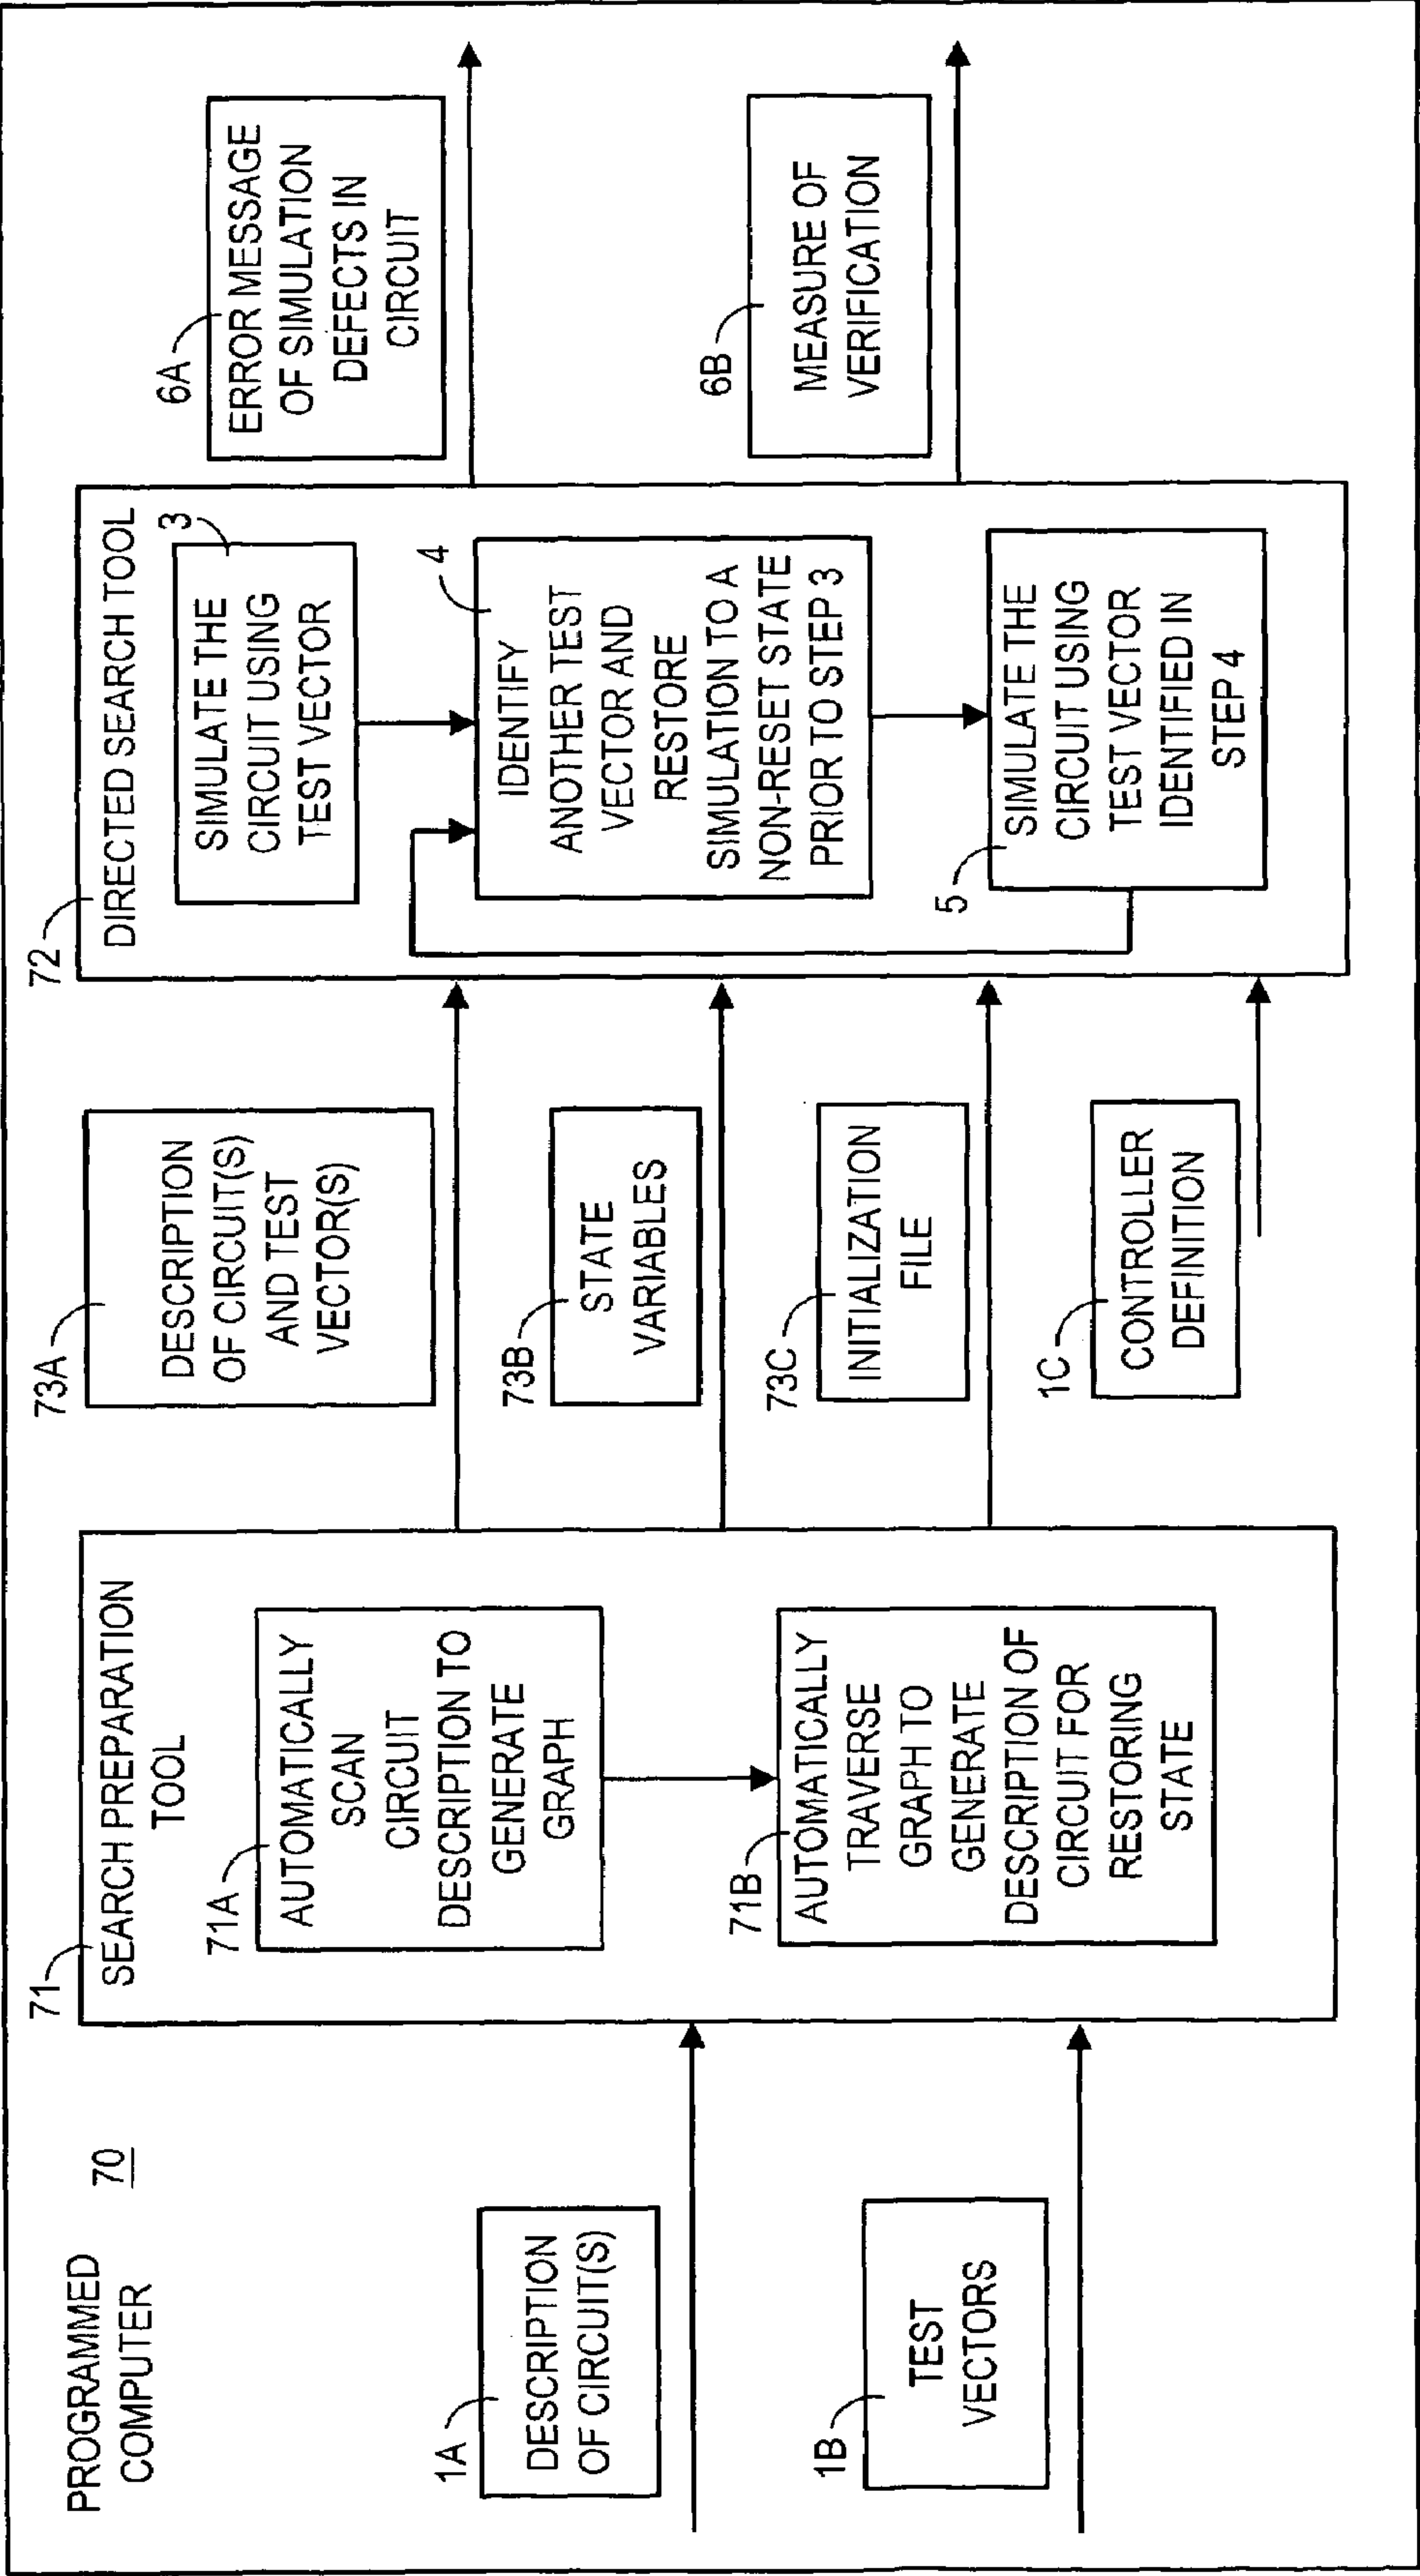 PROGRAMMED
COMPUTER
70
1A
DESCRIPTION
OF CIRCUIT(S)
1B
TEST
VECTORS
71
SEARCH PREPARATION
TOOL
71A
AUTOMATICALLY
SCAN
CIRCUIT
DESCRIPTION TO
GENERATE
GRAPH
71B
AUTOMATICALLY
TRAVERSE
GRAPH TO
GENERATE
DESCRIPTION OF
CIRCUIT FOR
RESTORING
STATE
73A
DESCRIPTION
OF CIRCUIT(S)
AND TEST
VECTOR(S)
73B
STATE
VARIABLES
73C
INITIALIZATION
FILE
1C
CONTROLLER
DEFINITION
72
DIRECTED SEARCH TOOL
3
SIMULATE THE
CIRCUIT USING
TEST VECTOR
4
IDENTIFY
ANOTHER TEST
VECTOR AND
RESTORE
SIMULATION TO A
NON-RESET STATE
PRIOR TO STEP 3
5
SIMULATE THE
CIRCUIT USING
TEST VECTOR
IDENTIFIED IN
STEP 4
6A
ERROR MESSAGE
OF SIMULATION
DEFECTS IN
CIRCUIT
6B
MEASURE OF
VERIFICATION